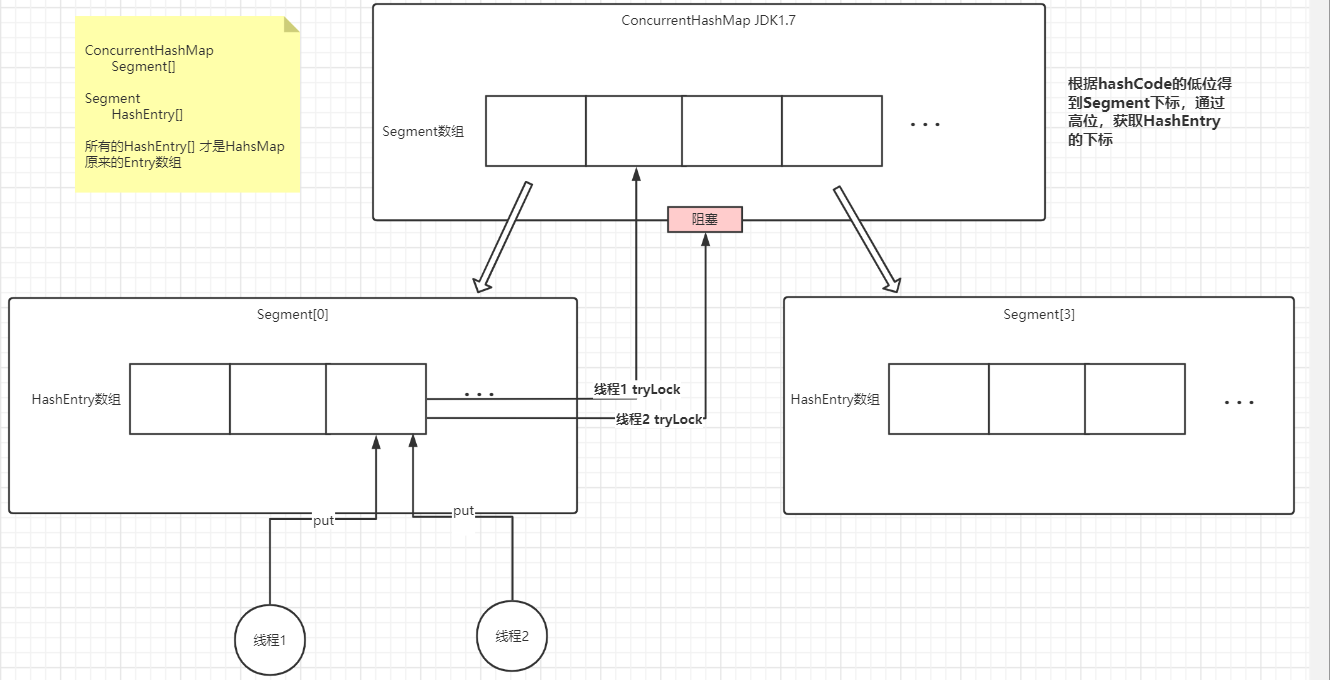 ConcurrentHashMap
Segment[]
Segment
HashEntry[]
所有的HashEntry[] 才是HahsMap
原来的Entry数组
ConcurrentHashMap JDK1.7
Segment数组
...
根据hashCode的低位得
到Segment下标，通过
高位，获取HashEntry
的下标
阻塞
Segment[0]
HashEntry数组
...
线程1 tryLock
线程2 tryLock
Segment[3]
HashEntry数组
...
put
put
线程1
线程2